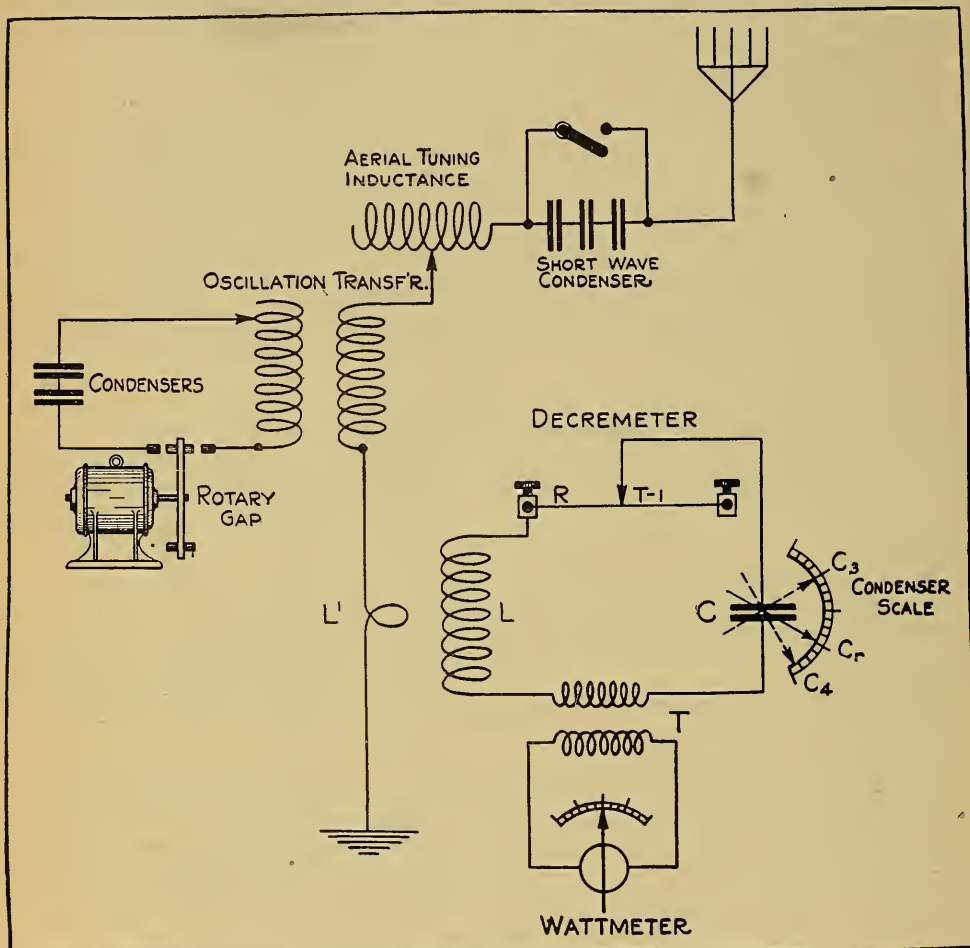 AERIAL TUNING
INDUCTANCE
SHORT WAVE
CONDENSER
OSCILLATION TRANSF'R.
CONDENSERS
ROTARY
GAP
L'
DECREMETER
R
T-1
L
C
C3
CONDENSER
SCALE
Cr
C4
T
WATTMETER